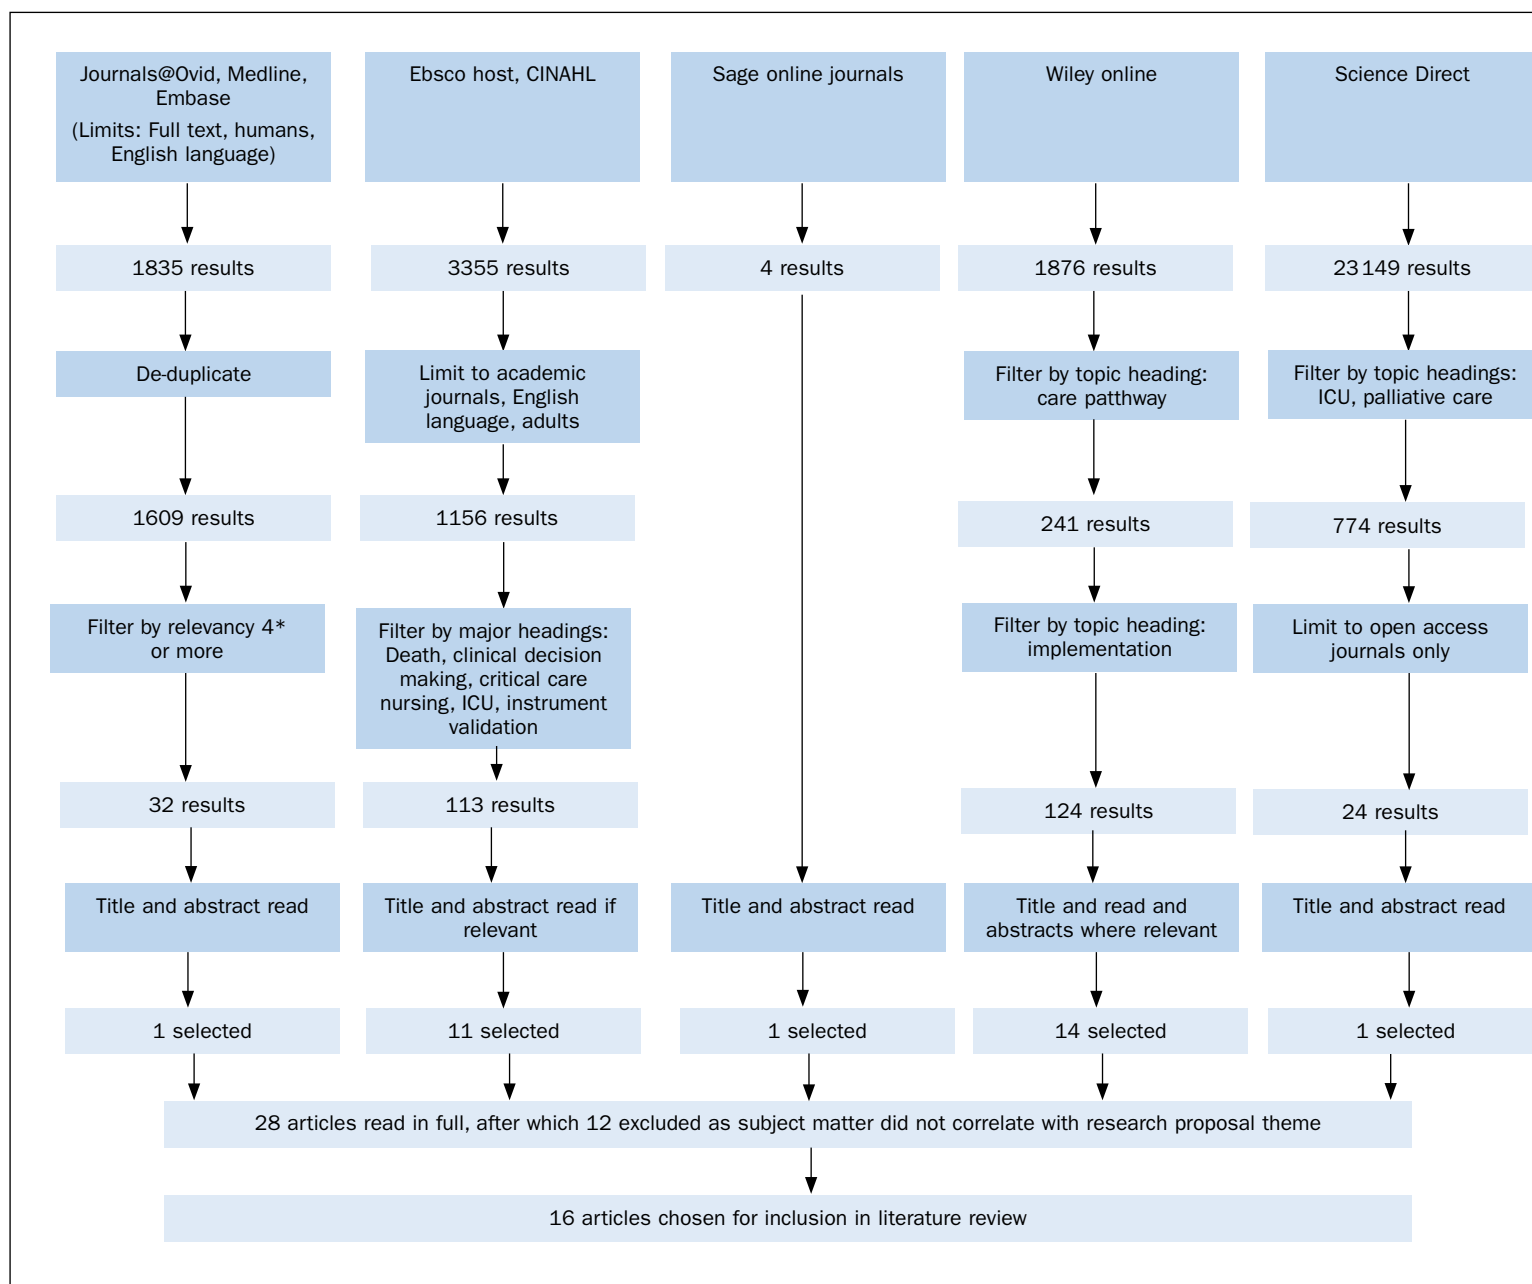 Journals@Ovid, Medline,
Embase
(Limits: Full text, humans,
English language)
Ebsco host, CINAHL
Sage online journals
Wiley online
Science Direct
1835 results
3355 results
4 results
1876 results
23 149 results
De-duplicate
Limit to academic
journals, English
language, adults
Filter by topic heading:
care patthway
Filter by topic headings:
ICU, palliative care
1609 results
1156 results
241 results
774 results
Filter by relevancy 4*
or more
Filter by major headings:
Death, clinical decision
making, critical care
nursing, ICU, instrument
validation
Filter by topic heading:
implementation
Limit to open access
journals only
32 results
113 results
124 results
24 results
Title and abstract read
Title and abstract read if
relevant
Title and abstract read
Title and read and
abstracts where relevant
Title and abstract read
1 selected
11 selected
1 selected
14 selected
1 selected
28 articles read in full, after which 12 excluded as subject matter did not correlate with research proposal theme
16 articles chosen for inclusion in literature review